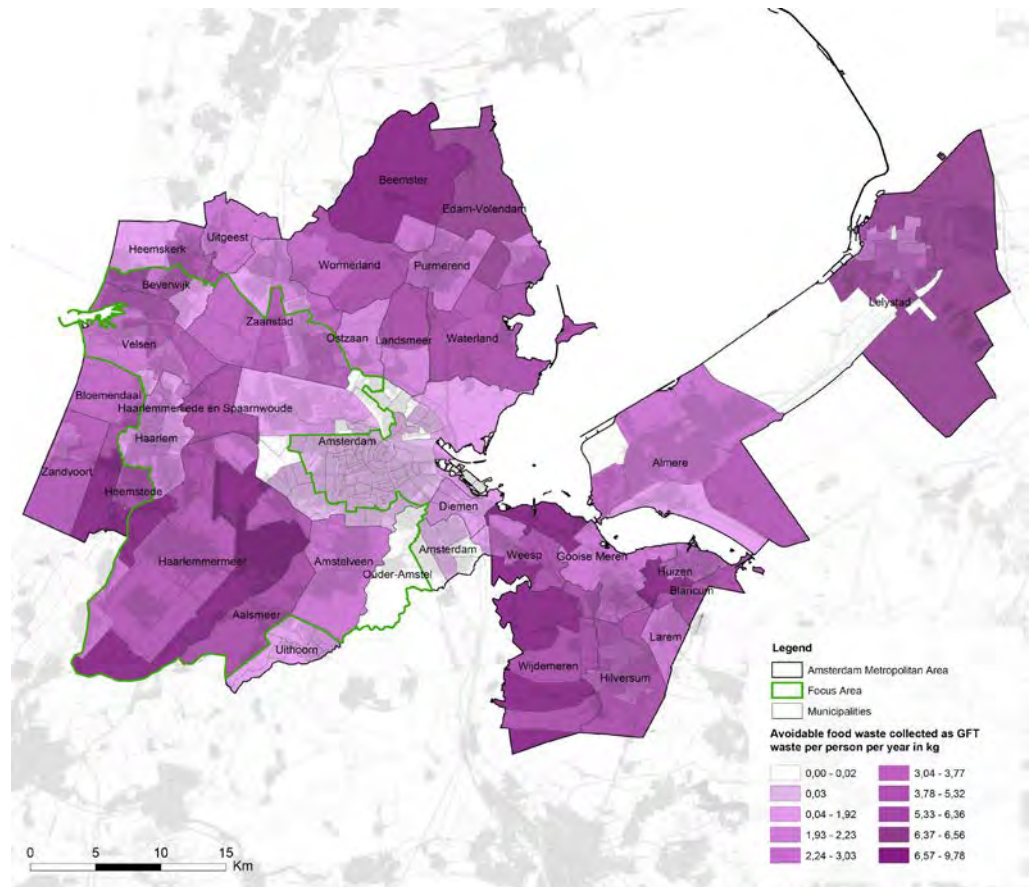 Beemster
Edam-Volendam
Uitgeest
Heemskerk
Wormerland
Purmerend
Beverwijk
Lelystad
Zaanstad
Velsen
Ostzaan
Landsmeer
Waterland
Bloemendaal
Haarlemmerliede en Spaarnwoude
Haarlem
Amsterdam
Almere
Zandvoort
Heemstede
Diemen
Weesp
Gooise Meren
Amsterdam
Haarlemmermeer
Amstelveen
Ouder-Amstel
Huizen
Blaricum
Aalsmeer
Larem
Uithoorn
Wijdemeren
Hilversum
Legend
Amsterdam Metropolitan Area
Focus Area
Municipalities
Avoidable food waste collected as GFT
waste per person per year in kg
0,00 - 0,02
3,04 - 3,77
0,03
3,78 - 5,32
0,04 - 1,92
5,33 - 6,36
1,93 - 2,23
6,37 - 6,56
2,24 - 3,03
6,57 - 9,78
0 5 10 15
Km